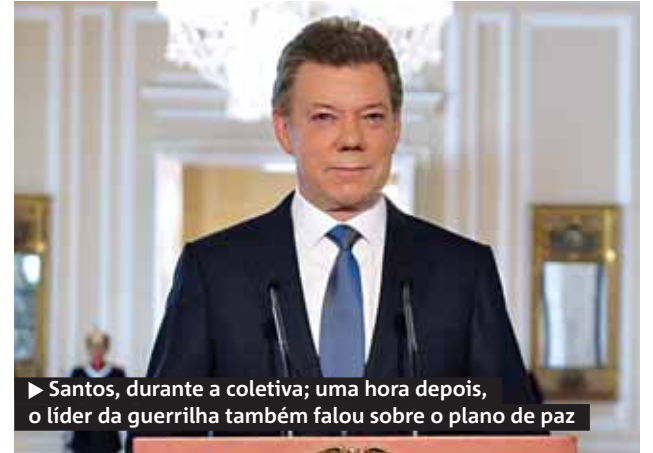 ▶ Santos, durante a coletiva; uma hora depois,
o líder da guerrilha também falou sobre o plano de paz